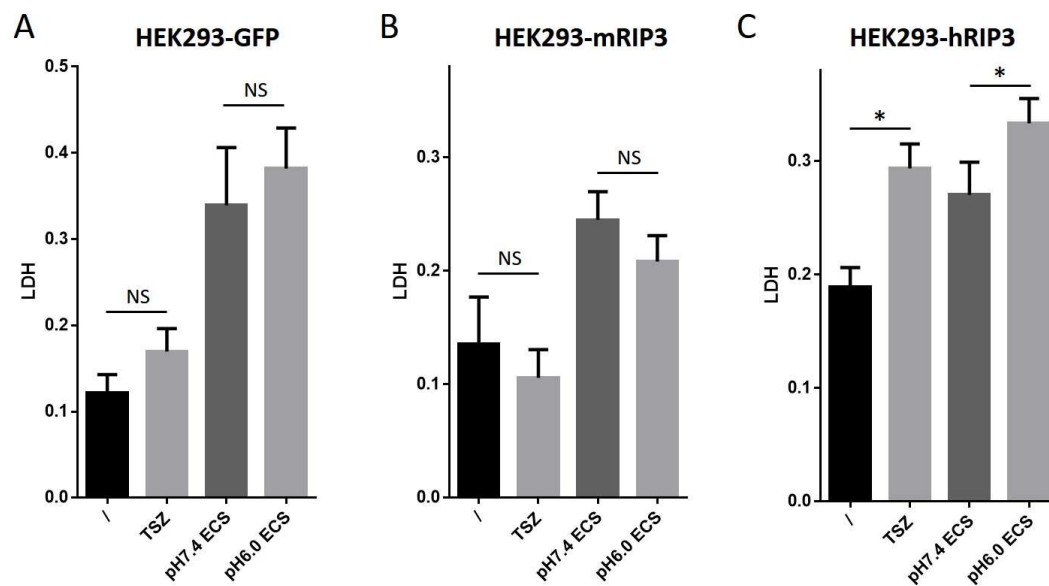 A
HEK293-GFP
LDH
0.5
0.4
0.3
0.2
0.1
0.0
NS
NS
/
TSZ
pH7.4 ECS
pH6.0 ECS
B
HEK293-mRIP3
LDH
0.3
0.2
0.1
0.0
NS
NS
/
TSZ
pH7.4 ECS
pH6.0 ECS
C
HEK293-hRIP3
LDH
0.3
0.2
0.1
0.0
*
*
/
TSZ
pH7.4 ECS
pH6.0 ECS